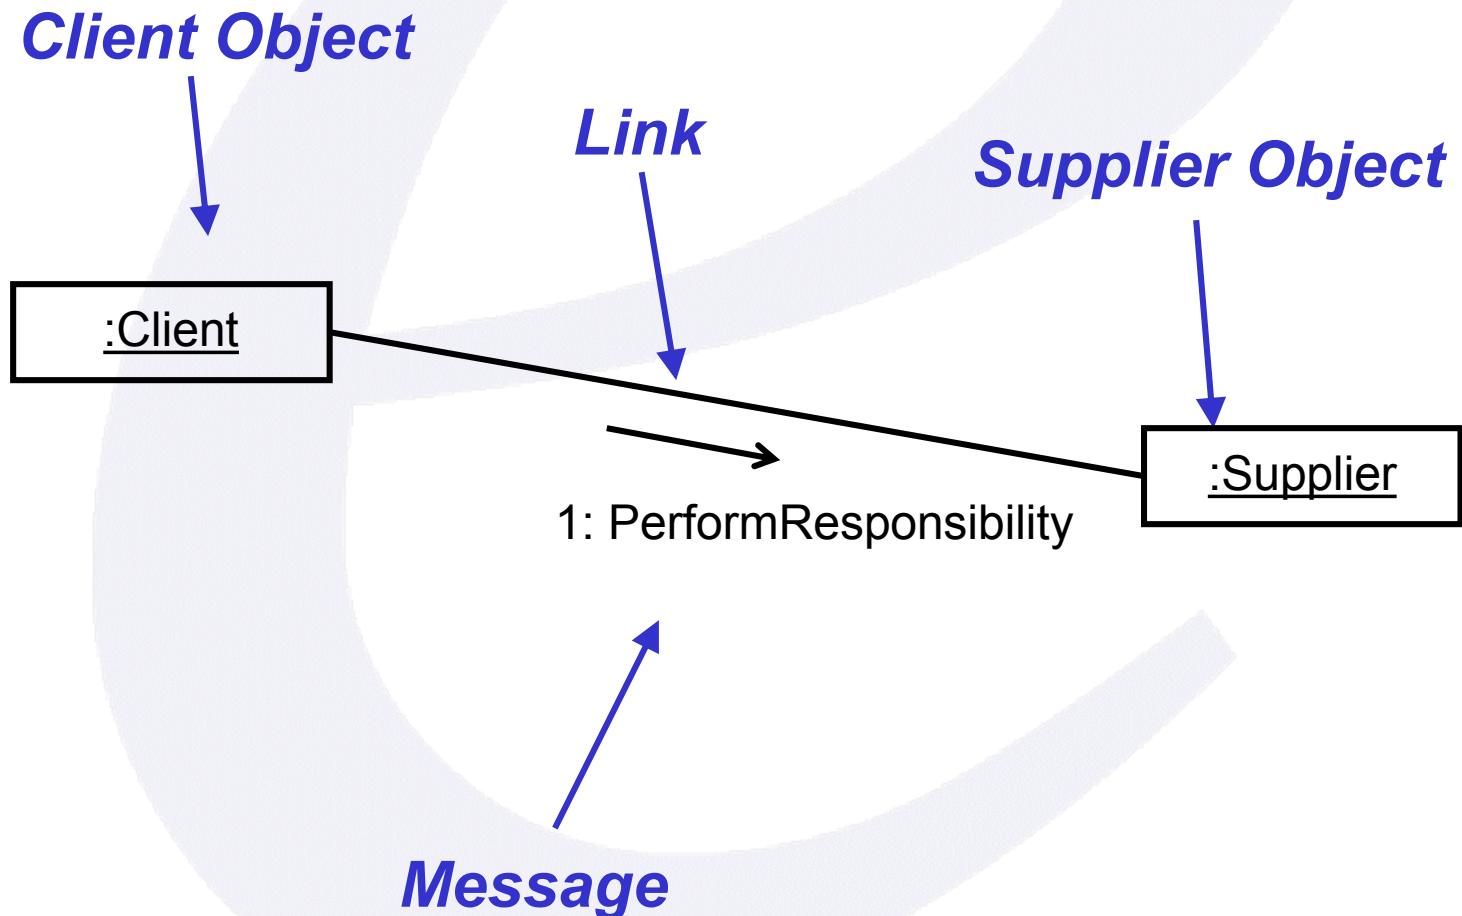 Client Object
Link
Supplier Object
:Client
:Supplier
1: PerformResponsibility
Message